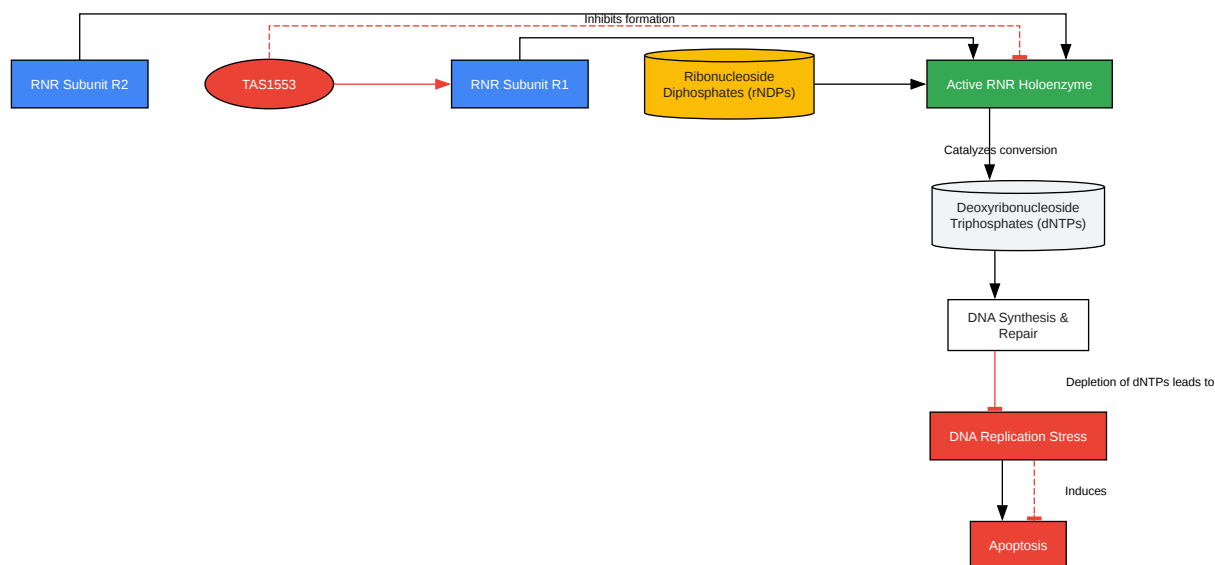 Inhibits formation
RNR Subunit R2
TAS1553
RNR Subunit R1
Ribonucleoside
Diphosphates (rNDPs)
Active RNR Holoenzyme
Catalyzes conversion
Deoxyribonucleoside
Triphosphates (dNTPs)
DNA Synthesis &
Repair
Depletion of dNTPs leads to
DNA Replication Stress
Induces
Apoptosis